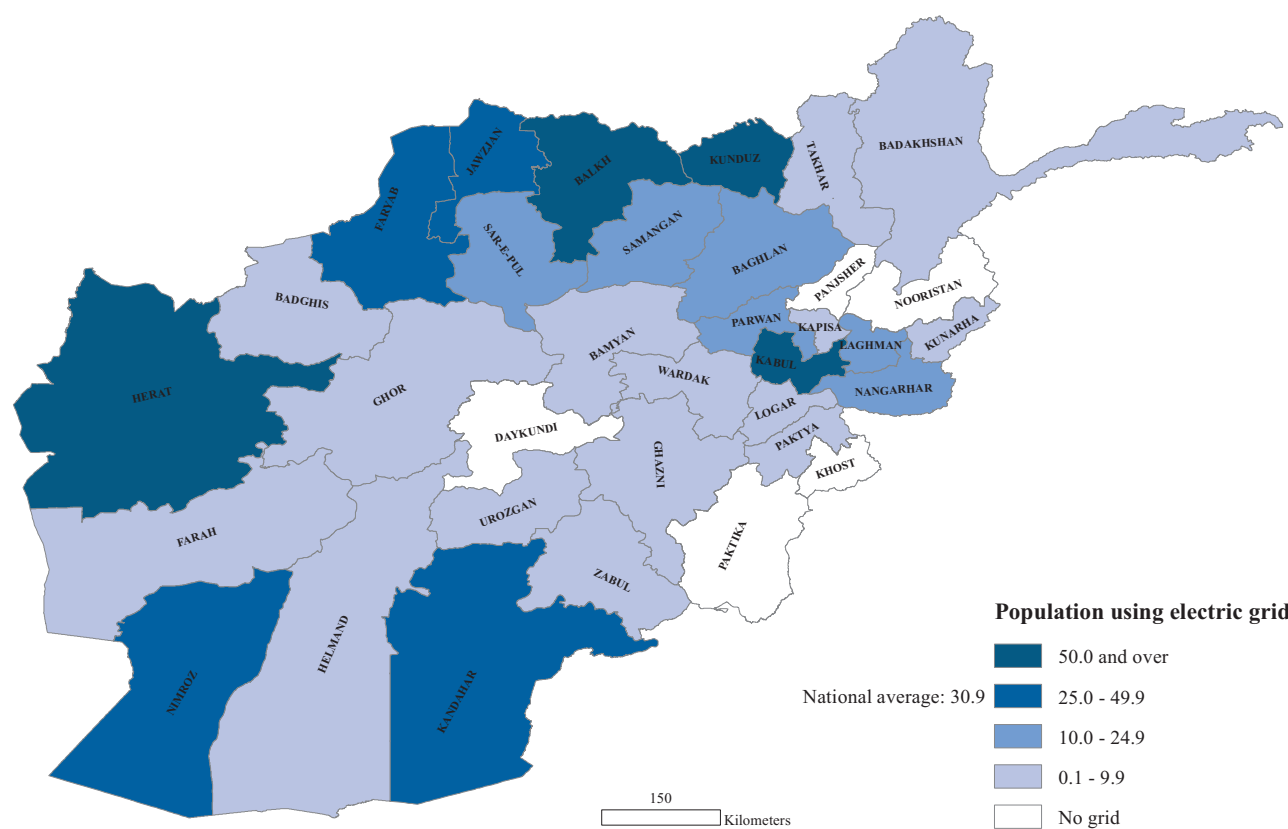 JAWZJAN
BALKH
KUNDUZ
TAKHAR
BADAKHSHAN
FARYAB
SAR-E-PUL
SAMANGAN
BAGHLAN
PANJSHER
NOORISTAN
BADGHIS
PARWAN
KAPISA
KUNARHA
BAMYAN
LAGHMAN
KABUL
WARDAK
HERAT
GHOR
NANGARHAR
LOGAR
DAYKUNDI
PAKTYA
GHAZNI
KHOST
UROZGAN
FARAH
PAKTIKA
ZABUL
HELMAND
NIMROZ
KANDAHAR
Population using electric grid
50.0 and over
National average: 30.9
25.0 - 49.9
10.0 - 24.9
0.1 - 9.9
No grid
150
Kilometers